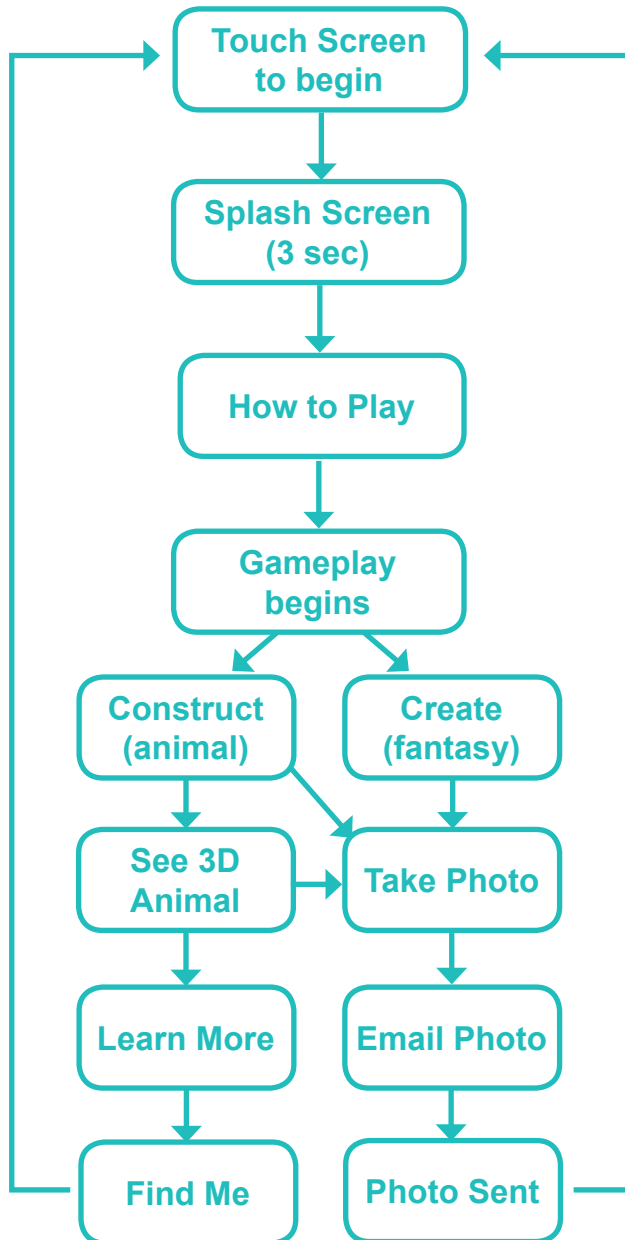 Touch Screen
to begin
Splash Screen
(3 sec)
How to Play
Gameplay
begins
Construct
(animal)
Create
(fantasy)
See 3D
Animal
Take Photo
Learn More
Email Photo
Find Me
Photo Sent